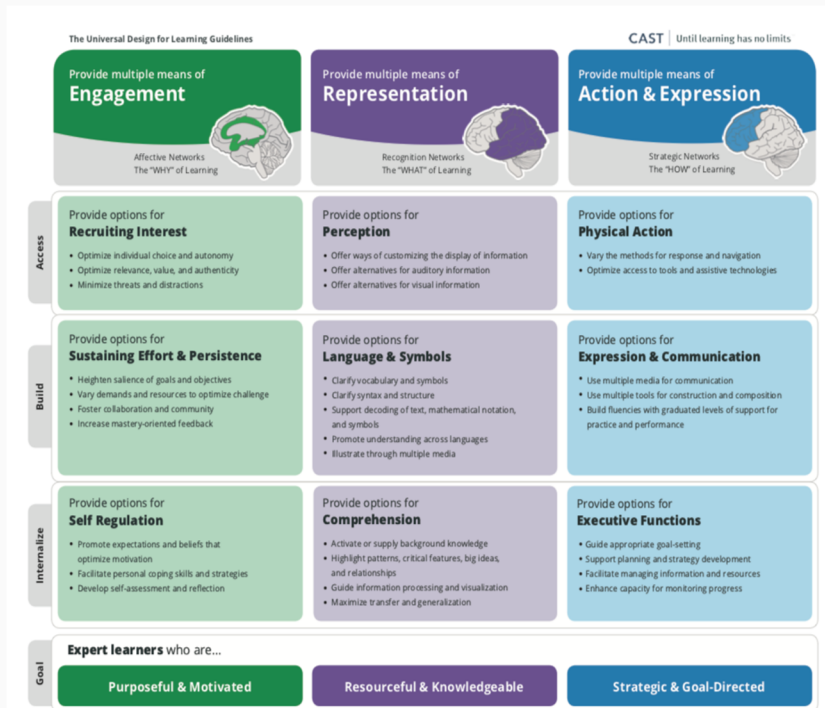 The Universal Design for Learning Guidelines
CAST | Until learning has no limits
Provide multiple means of
Engagement
Affective Networks
The "WHY" of Learning
Provide multiple means of
Representation
Recognition Networks
The "WHAT" of Learning
Provide multiple means of
Action & Expression
Strategic Networks
The "HOW" of Learning
Access
Provide options for
Recruiting Interest
• Optimize individual choice and autonomy
• Optimize relevance, value, and authenticity
• Minimize threats and distractions
Provide options for
Perception
• Offer ways of customizing the display of information
• Offer alternatives for auditory information
• Offer alternatives for visual information
Provide options for
Physical Action
• Vary the methods for response and navigation
• Optimize access to tools and assistive technologies
Build
Provide options for
Sustaining Effort & Persistence
• Heighten salience of goals and objectives
• Vary demands and resources to optimize challenge
• Foster collaboration and community
• Increase mastery-oriented feedback
Provide options for
Language & Symbols
• Clarify vocabulary and symbols
• Clarify syntax and structure
• Support decoding of text, mathematical notation,
and symbols
• Promote understanding across languages
• Illustrate through multiple media
Provide options for
Expression & Communication
• Use multiple media for communication
• Use multiple tools for construction and composition
• Build fluencies with graduated levels of support for
practice and performance
Internalize
Provide options for
Self Regulation
• Promote expectations and beliefs that
optimize motivation
• Facilitate personal coping skills and strategies
• Develop self-assessment and reflection
Provide options for
Comprehension
• Activate or supply background knowledge
• Highlight patterns, critical features, big ideas,
and relationships
• Guide information processing and visualization
• Maximize transfer and generalization
Provide options for
Executive Functions
• Guide appropriate goal-setting
• Support planning and strategy development
• Facilitate managing information and resources
• Enhance capacity for monitoring progress
Goal
Expert learners who are...
Purposeful & Motivated
Resourceful & Knowledgeable
Strategic & Goal-Directed